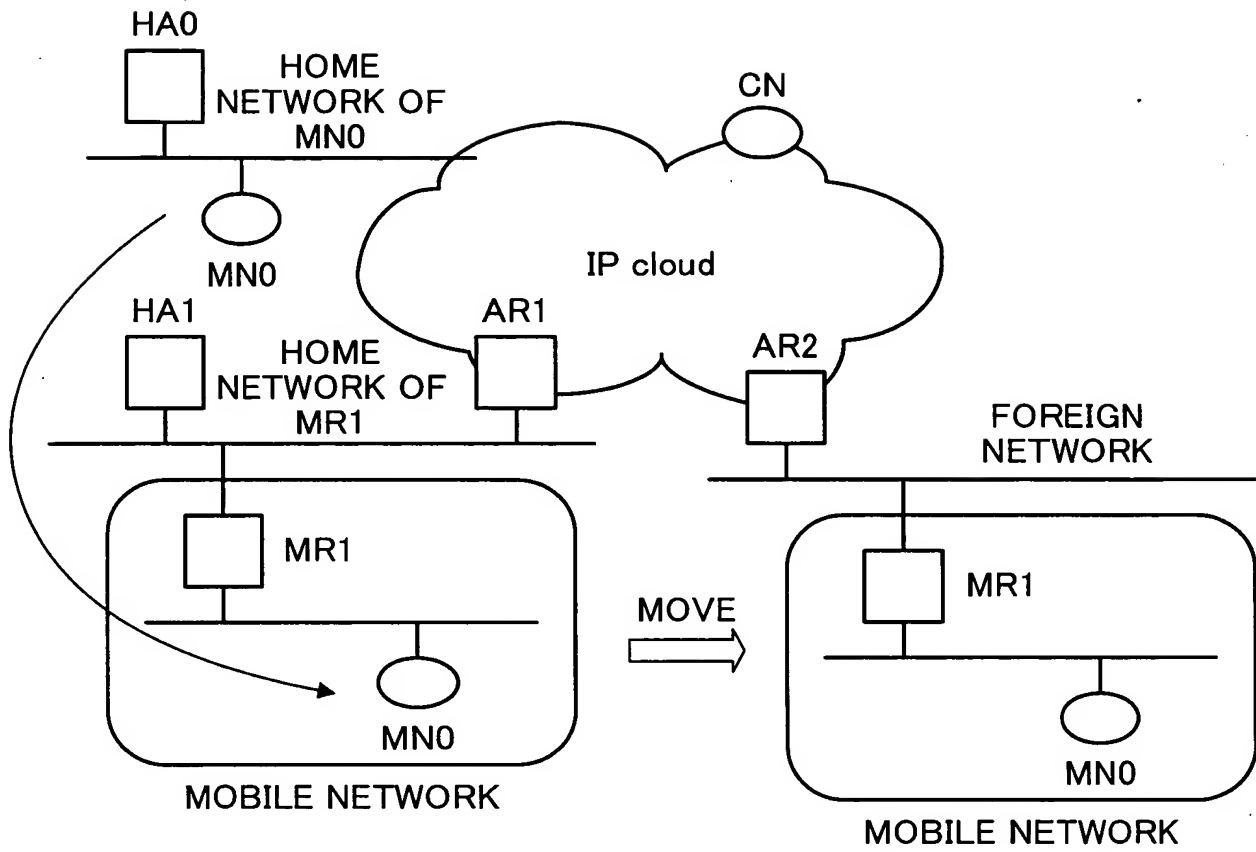 HA0
HOME
NETWORK OF
MN0
CN
MN0
IP cloud
HA1
HOME
NETWORK OF
MR1
AR1
AR2
FOREIGN
NETWORK
MR1
MN0
MOBILE NETWORK
MOVE
MR1
MN0
MOBILE NETWORK